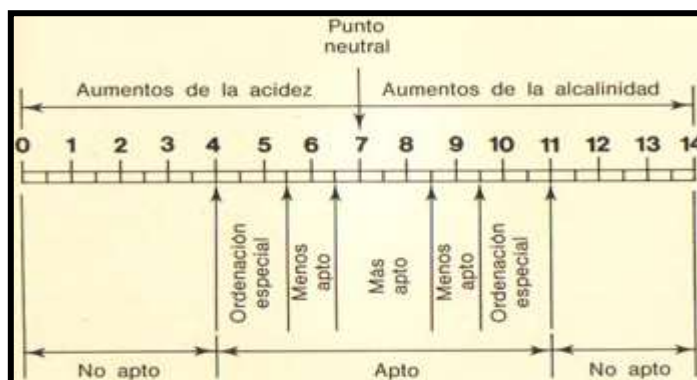 Punto
neutral
Aumentos de la acidez
Aumentos de la alcalinidad
0 1 2 3 4 5 6 7 8 9 10 11 12 13 14
Ordenación
especial
Menos
apto
Más
apto
Menos
apto
Ordenación
especial
No apto
Apto
No apto